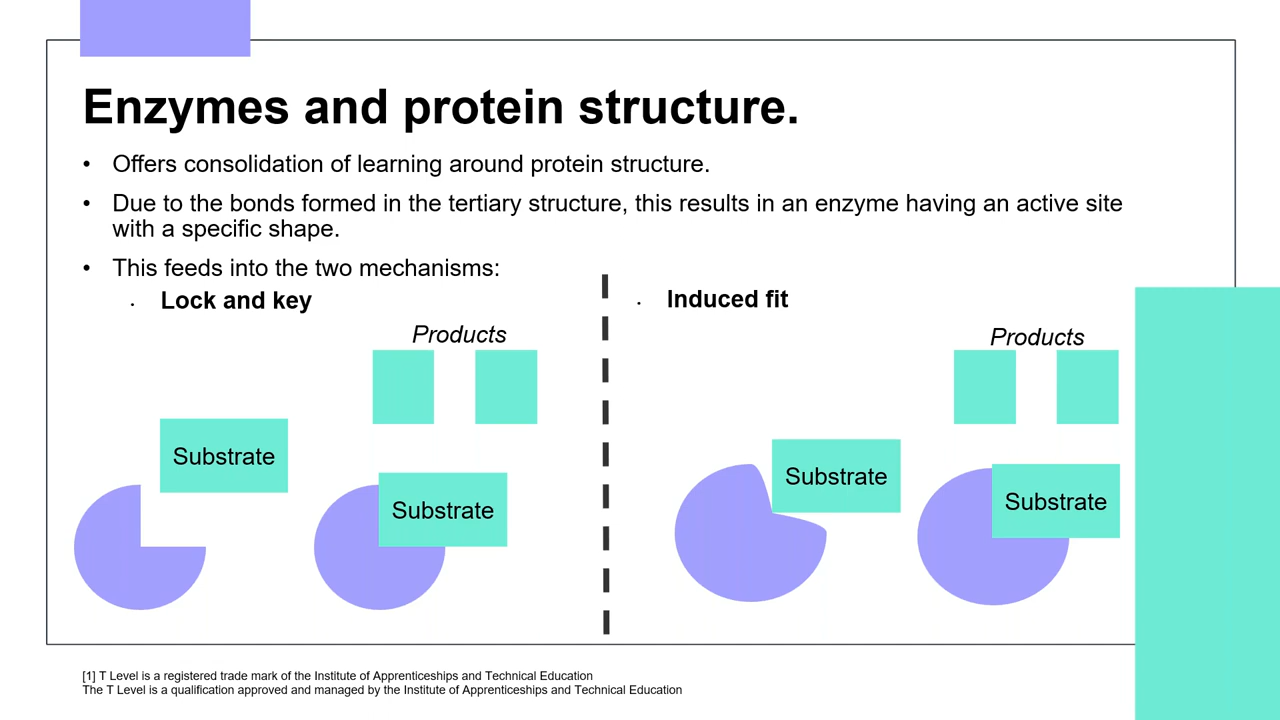 Enzymes and protein structure.
• Offers consolidation of learning around protein structure.
• Due to the bonds formed in the tertiary structure, this results in an enzyme having an active site
with a specific shape.
• This feeds into the two mechanisms:
• Lock and key
Products
Substrate
Substrate
• Induced fit
Products
Substrate
Substrate
[1] T Level is a registered trade mark of the Institute of Apprenticeships and Technical Education
The T Level is a qualification approved and managed by the Institute of Apprenticeships and Technical Education